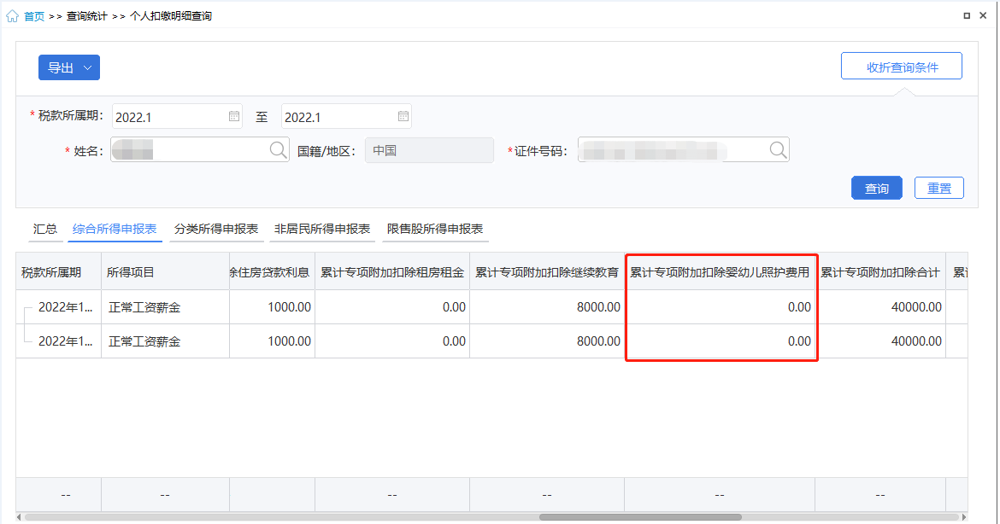 首页 >> 查询统计 >> 个人扣缴明细查询
导出
收折查询条件
* 税款所属期: 2022.1 至 2022.1
* 姓名: 国籍/地区: 中国 *证件号码:
查询 重置
汇总 综合所得申报表 分类所得申报表 非居民所得申报表 限售股所得申报表
税款所属期 所得项目 除住房贷款利息 累计专项附加扣除租房租金 累计专项附加扣除继续教育 累计专项附加扣除婴幼儿照护费用 累计专项附加扣除合计 累
2022年1... 正常工资薪金 1000.00 0.00 8000.00 0.00 40000.00
2022年1... 正常工资薪金 1000.00 0.00 8000.00 0.00 40000.00
-- -- -- -- -- --